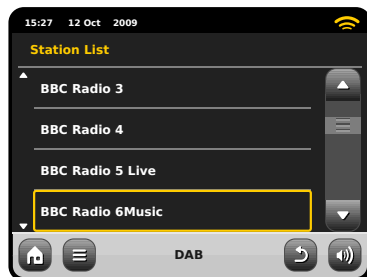 15:27 12 Oct 2009
Station List
BBC Radio 3
BBC Radio 4
BBC Radio 5 Live
BBC Radio 6Music
DAB